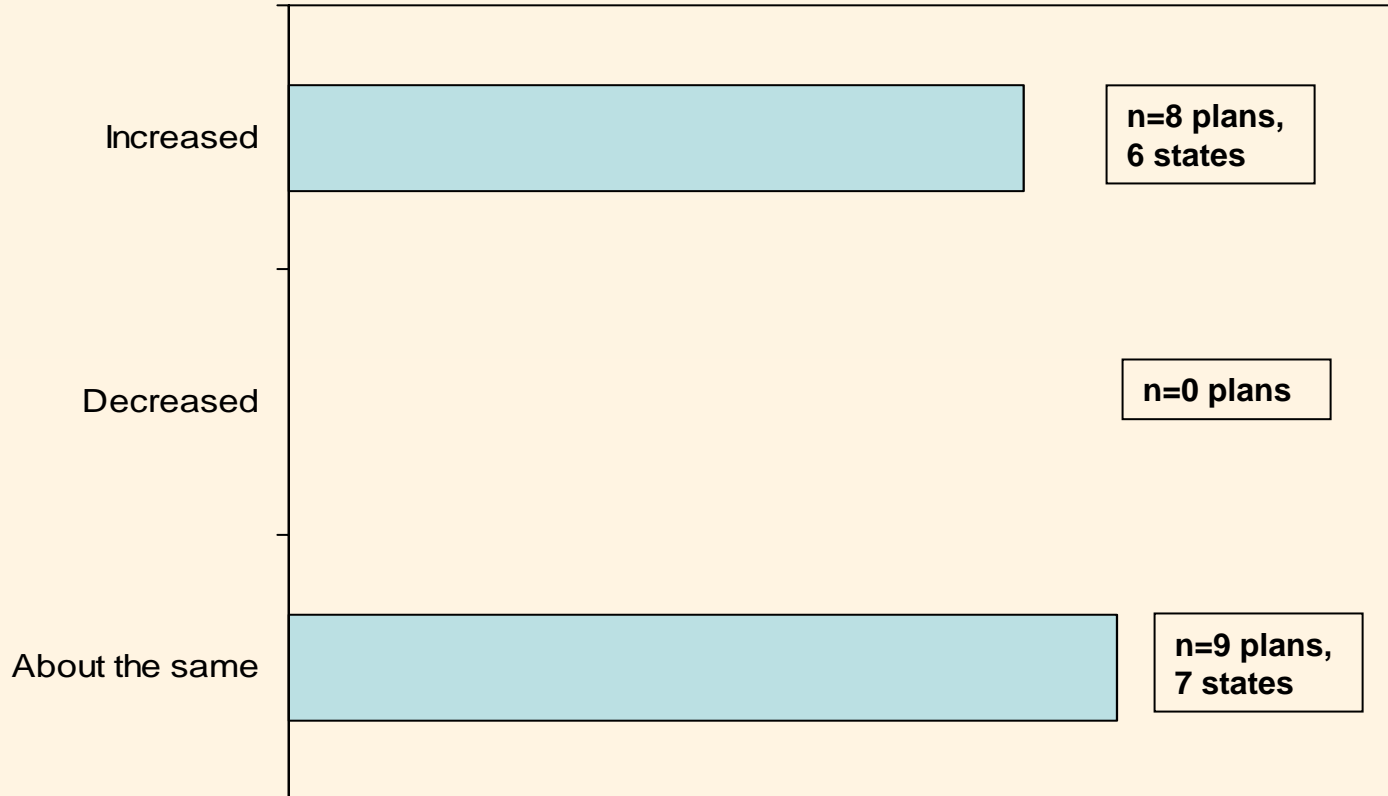 Increased
n=8 plans,
6 states
Decreased
n=0 plans
About the same
n=9 plans,
7 states